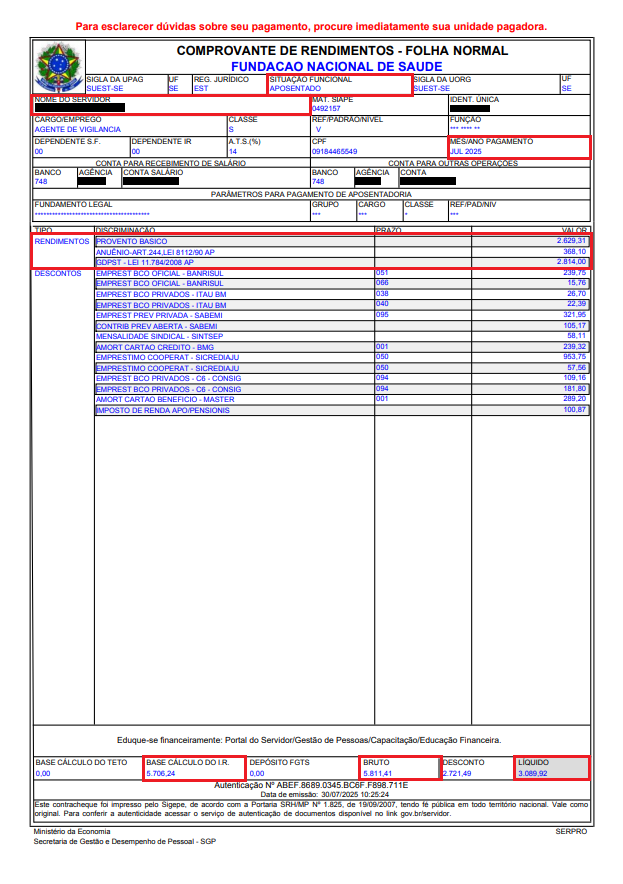 Para esclarecer dúvidas sobre seu pagamento, procure imediatamente sua unidade pagadora.
COMPROVANTE DE RENDIMENTOS - FOLHA NORMAL
FUNDACAO NACIONAL DE SAUDE
SIGLA DA UPAG UF REG. JURÍDICO SITUAÇÃO FUNCIONAL SIGLA DA UORG UF
SUEST-SE SE EST APOSENTADO SUEST-SE SE
NOME DO SERVIDOR MAT. SIAPE IDENT. ÚNICA
0492157
CARGO/EMPREGO CLASSE REF/PADRÃO/NÍVEL FUNÇÃO
AGENTE DE VIGILANCIA S V *** **** **
DEPENDENTE S.F. DEPENDENTE IR A.T.S(%) CPF MÊS/ANO PAGAMENTO
00 00 14 09184465549 JUL 2025
CONTA PARA RECEBIMENTO DE SALÁRIO CONTA PARA OUTRAS OPERAÇÕES
BANCO AGÊNCIA CONTA SALÁRIO BANCO AGÊNCIA CONTA
748 748
PARÂMETROS PARA PAGAMENTO DE APOSENTADORIA
FUNDAMENTO LEGAL GRUPO CARGO CLASSE REF/PAD/NIV
**************************************** *** *** * ***
TIPO DISCRIMINAÇÃO PRAZO VALOR
RENDIMENTOS PROVENTO BASICO 2.629,31
ANUÊNIO-ART.244,LEI 8112/90 AP 368,10
GDPST - LEI 11.784/2008 AP 2.814,00
DESCONTOS EMPREST BCO OFICIAL - BANRISUL 051 239,75
EMPREST BCO OFICIAL - BANRISUL 066 15,76
EMPREST BCO PRIVADOS - ITAU BM 038 26,70
EMPREST BCO PRIVADOS - ITAU BM 040 22,39
EMPREST PREV PRIVADA - SABEMI 095 321,95
CONTRIB PREV ABERTA - SABEMI 105,17
MENSALIDADE SINDICAL - SINTSEP 58,11
AMORT CARTAO CREDITO - BMG 001 239,32
EMPRESTIMO COOPERAT - SICREDIAJU 050 953,75
EMPRESTIMO COOPERAT - SICREDIAJU 050 57,56
EMPREST BCO PRIVADOS - C6 - CONSIG 094 109,16
EMPREST BCO PRIVADOS - C6 - CONSIG 094 181,80
AMORT CARTAO BENEFICIO - MASTER 001 289,20
IMPOSTO DE RENDA APO/PENSIONIS 100,87
Eduque-se financeiramente: Portal do Servidor/Gestão de Pessoas/Capacitação/Educação Financeira.
BASE CÁLCULO DO TETO BASE CÁLCULO DO I.R. DEPÓSITO FGTS BRUTO DESCONTO LÍQUIDO
0,00 5.706,24 0,00 5.811,41 2.721,49 3.089,92
Autenticação Nº ABEF.8689.0345.BC6F.F898.711E
Data de emissão: 30/07/2025 10:25:24
Este contracheque foi impresso pelo Sigepe, de acordo com a Portaria SRH/MP Nº 1.825, de 19/09/2007, tendo fé publica em todo território nacional. Vale como
original. Para conferir a autenticidade acesser o serviço de autenticação de documentos disponível no link gov.br/servidor.
Ministério da Economia SERPRO
Secretaria de Gestão e Desempenho de Pessoal - SGP